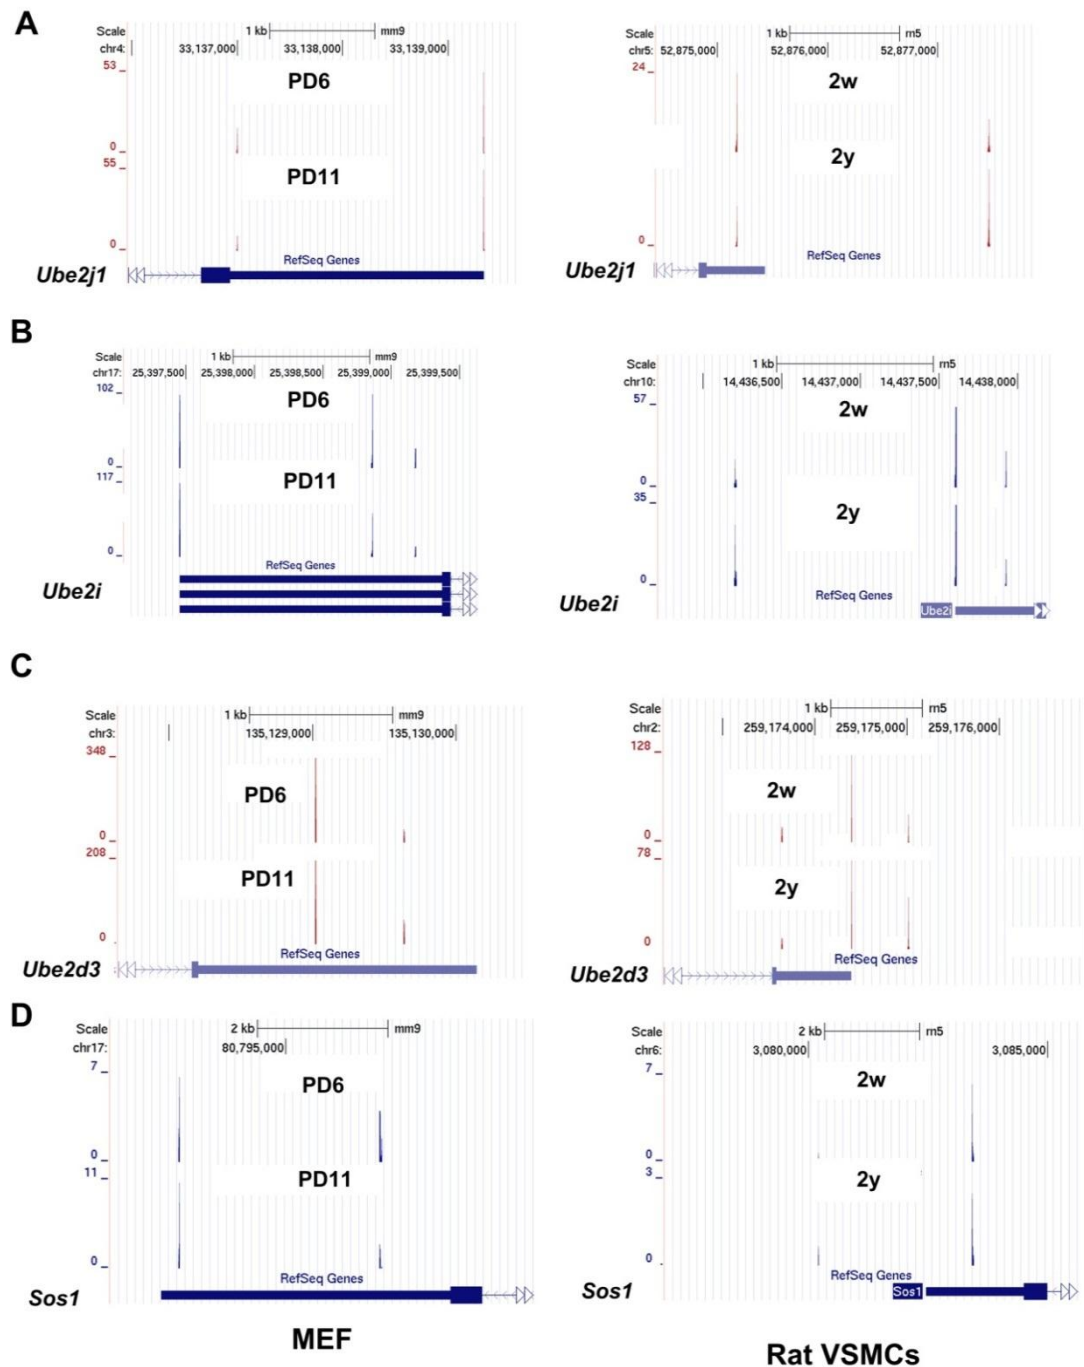 A
Scale 1 kb mm9
chr4: 33,137,000 33,138,000 33,139,000
53
PD6
0
55
PD11
0
RefSeq Genes
Ube2j1
Scale 1 kb rn5
chr5: 52,875,000 52,876,000 52,877,000
24
2w
2y
0
RefSeq Genes
Ube2j1
B
Scale 1 kb mm9
chr17: 25,397,500 25,398,000 25,398,500 25,399,000 25,399,500
102
PD6
0
117
PD11
0
RefSeq Genes
Ube2i
Scale 1 kb rn5
chr10: 14,436,500 14,437,000 14,437,500 14,438,000
57
2w
0
35
2y
0
RefSeq Genes
Ube2i
Ube2i
C
Scale 1 kb mm9
chr3: 135,129,000 135,130,000
348
PD6
0
208
PD11
0
RefSeq Genes
Ube2d3
Scale 1 kb rn5
chr2: 259,174,000 259,175,000 259,176,000
128
2w
0
78
2y
0
RefSeq Genes
Ube2d3
D
Scale 2 kb mm9
chr17: 80,795,000
7
PD6
0
11
PD11
0
RefSeq Genes
Sos1
MEF
Scale 2 kb rn5
chr6: 3,080,000 3,085,000
7
2w
0
3
2y
0
RefSeq Genes
Sos1
Sos1
Rat VSMCs